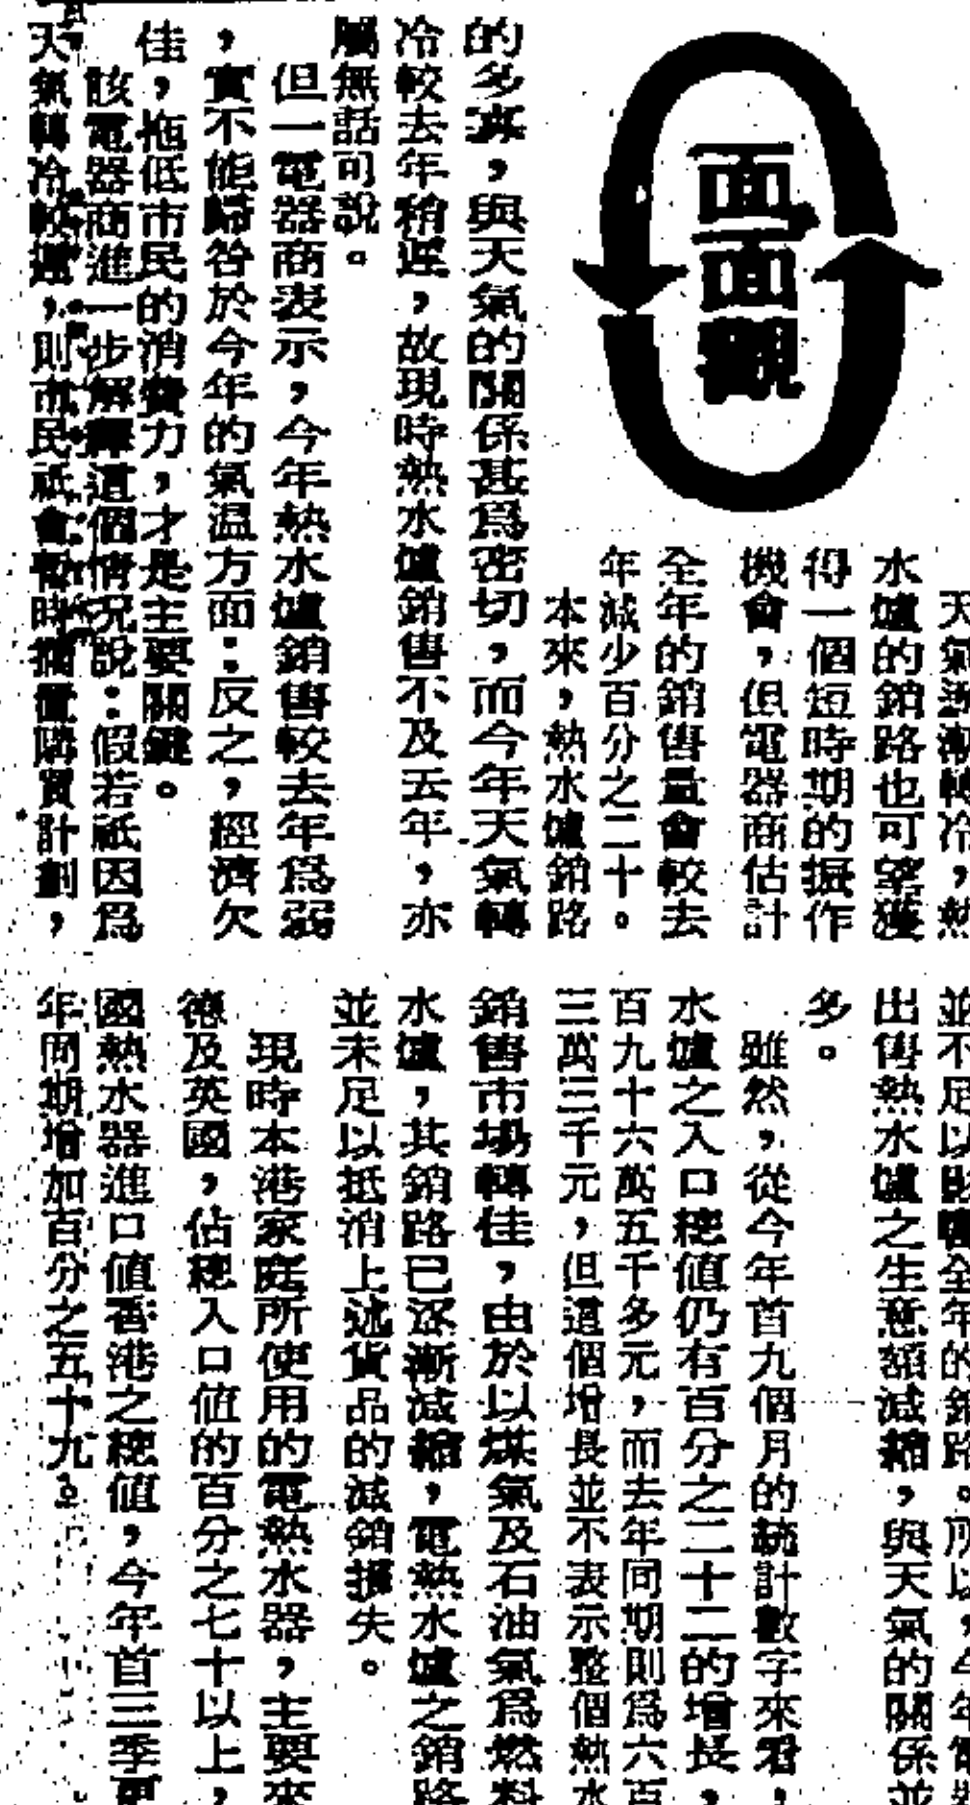 面面觀
天氣逐漸轉冷，熱
水爐的銷路也可望獲
得一個短時期的振作
機會，但電器商估計
全年的銷售量會較去
年減少百分之二十。
本來，熱水爐銷路
的多寡，與天氣的關係甚爲密切，而今年天氣轉
冷較去年稍遲，故現時熱水爐銷售不及去年，亦
屬無話可說。
但一電器商表示，今年熱水爐銷售較去年爲弱
，實不能歸咎於今年的氣温方面：反之，經濟欠
佳，拖低市民的消費力，才是主要關鍵。
該電器商進一步解釋這個情況說：假若祇因爲
天氣轉冷較遲，則市民祇會暫時擱置購買計劃，
並不足以影響全年的銷路。所以，今年電
出售熱水爐之生意額減縮，與天氣的關係並
多。
雖然，從今年首九個月的統計數字來看，
水爐之入口總值仍有百分之二十二的增長，
百九十六萬五千多元，而去年同期則爲六百
三萬三千元，但這個增長並不表示整個熱水
銷售市場轉佳，由於以煤氣及石油氣爲燃料
水爐，其銷路已逐漸減縮，電熱水爐之銷路
並未足以抵消上述貨品的減銷損失。
現時本港家庭所使用的電熱水器，主要來
德及英國，佔總入口值的百分之七十以上，
國熱水器進口值香港之總值，今年首三季更
年同期增加百分之五十九。